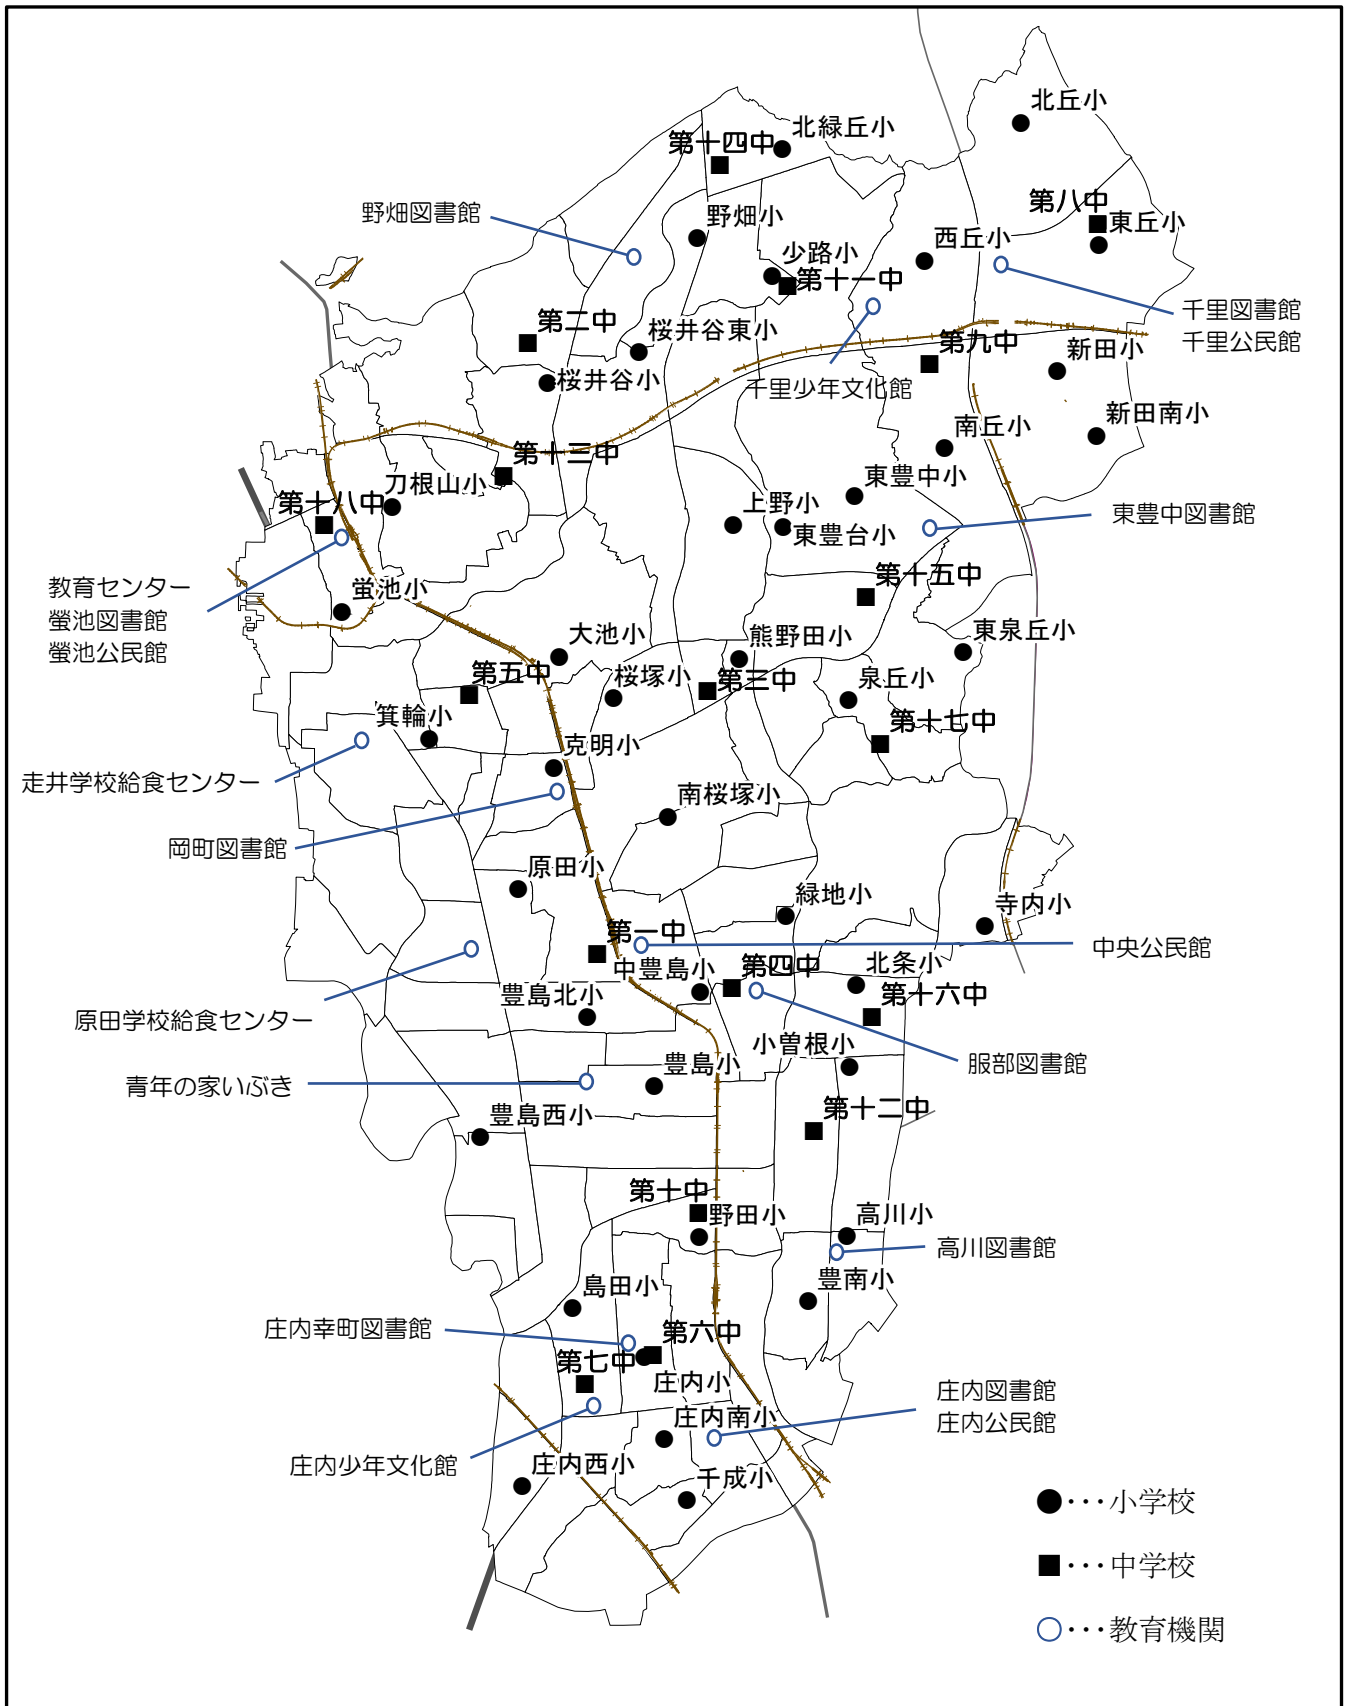 北丘小
北緑丘小
第十四中
第八中
東丘小
野畑図書館
野畑小
西丘小
少路小
第十一中
千里図書館
千里公民館
第二中
桜井谷東小
第九中
新田小
桜井谷小
千里少年文化館
新田南小
南丘小
第十三中
刀根山小
東豊中小
第十八中
上野小
東豊台小
東豊中図書館
第十五中
教育センター
螢池図書館
螢池公民館
蛍池小
大池小
熊野田小
東泉丘小
第五中
桜塚小
第三中
泉丘小
箕輪小
第十七中
克明小
走井学校給食センター
南桜塚小
岡町図書館
原田小
緑地小
寺内小
第一中
中央公民館
中豊島小
第四中
北条小
豊島北小
第十六中
原田学校給食センター
小曽根小
豊島小
服部図書館
青年の家いぶき
豊島西小
第十二中
第十中
野田小
高川小
高川図書館
島田小
豊南小
庄内幸町図書館
第六中
第七中
庄内小
庄内図書館
庄内公民館
庄内南小
庄内少年文化館
庄内西小
千成小
●･･･小学校
■･･･中学校
○･･･教育機関